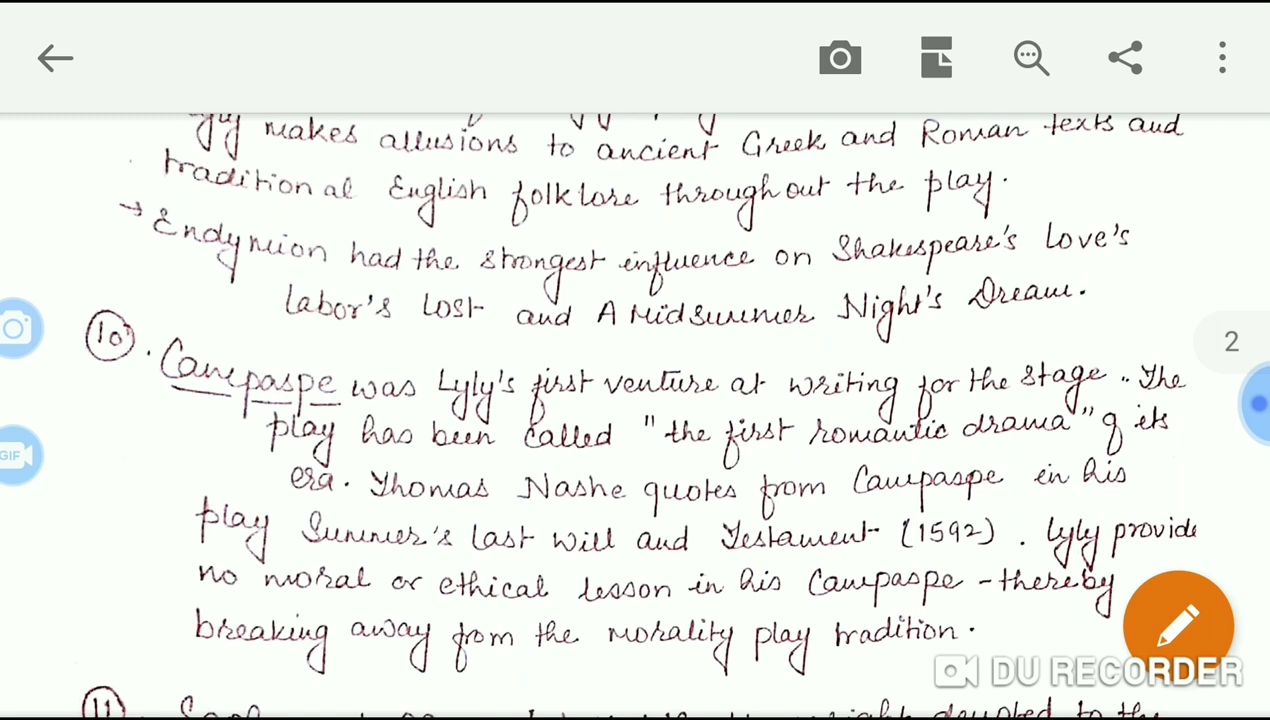 makes allusions to ancient Greek and Roman texts and
traditional English folklore throughout the play.
→ Endymion had the strongest influence on Shakespeare's Love's
Labor's Lost and A Midsummer Night's Dream.
2
10. Campaspe was Lyly's first venture at writing for the stage. The
play has been called "the first romantic drama" of its
era. Thomas Nashe quotes from Campaspe in his
play Summer's Last Will and Testament (1592). Lyly provide
no moral or ethical lesson in his Campaspe - thereby
breaking away from the morality play tradition.
GIF
DU RECORDER
11.